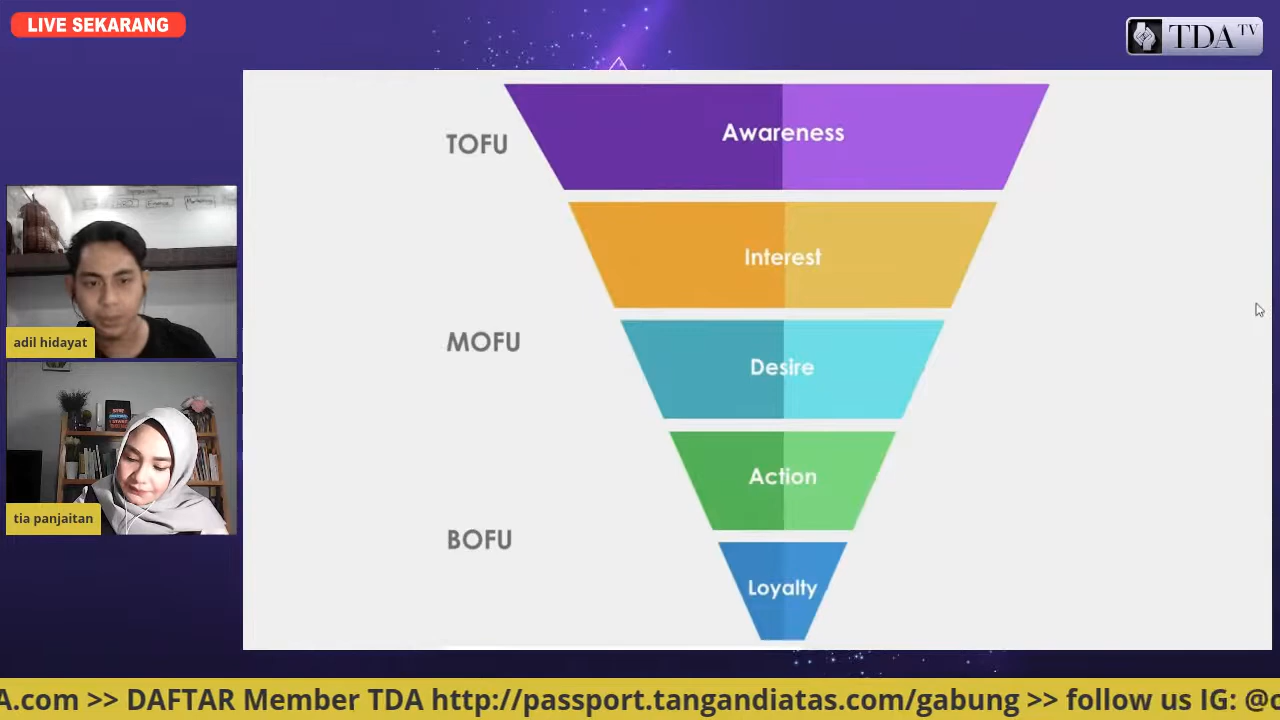 LIVE SEKARANG
TDA TV
TOFU
Awareness
Interest
MOFU
Desire
Action
BOFU
Loyalty
adil hidayat
tia panjaitan
A.com >> DAFTAR Member TDA http://passport.tangandiatas.com/gabung >> follow us IG: @